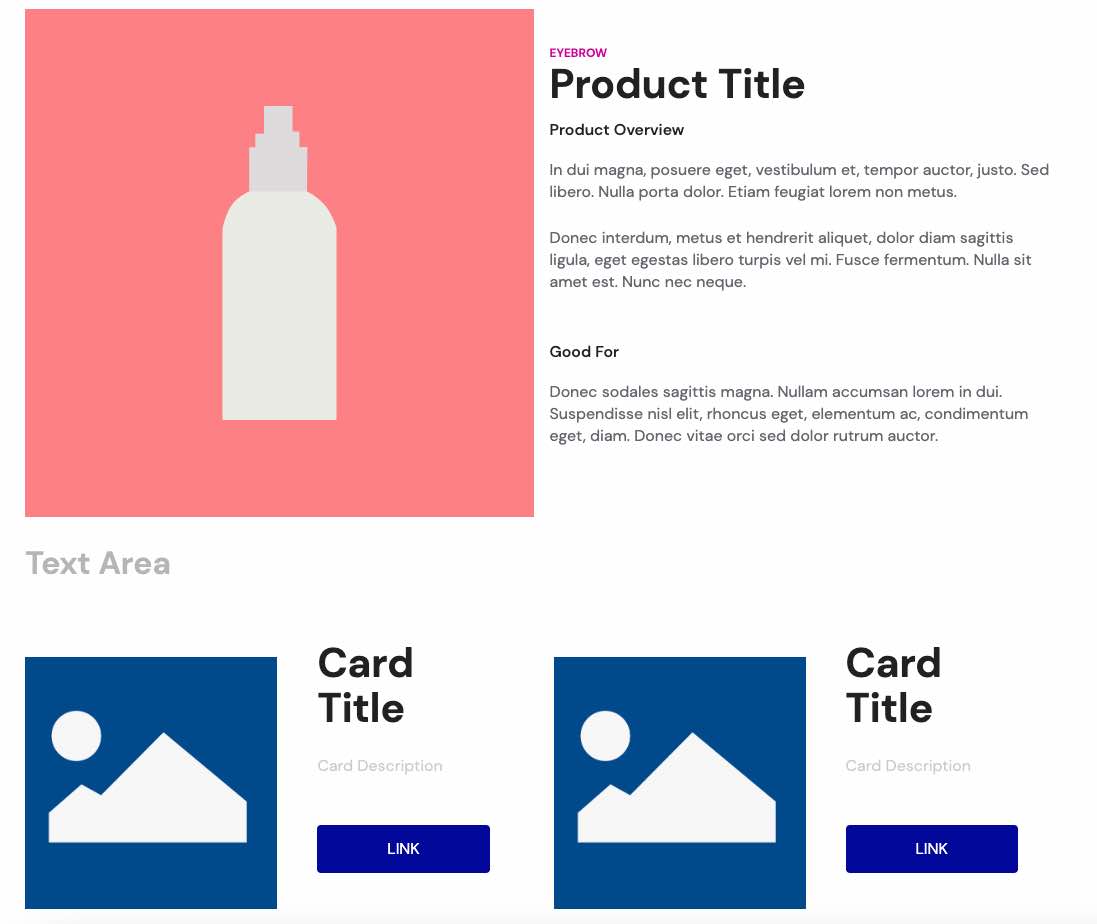 EYEBROW
Product Title
Product Overview
In dui magna, posuere eget, vestibulum et, tempor auctor, justo. Sed
libero. Nulla porta dolor. Etiam feugiat lorem non metus.
Donec interdum, metus et hendrerit aliquet, dolor diam sagittis
ligula, eget egestas libero turpis vel mi. Fusce fermentum. Nulla sit
amet est. Nunc nec neque.
Good For
Donec sodales sagittis magna. Nullam accumsan lorem in dui.
Suspendisse nisl elit, rhoncus eget, elementum ac, condimentum
eget, diam. Donec vitae orci sed dolor rutrum auctor.
Text Area
Card
Title
Card Description
LINK
Card
Title
Card Description
LINK